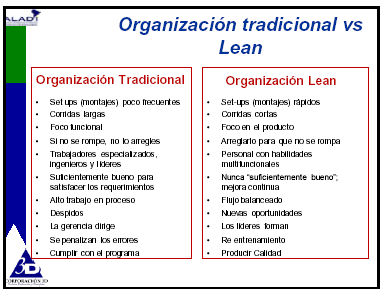 ALADI
Organización tradicional vs
Lean
Organización Tradicional
• Set ups (montajes) poco frecuentes
• Corridas largas
• Foco funcional
• Si no se rompe, no lo arregles
• Trabajadores especializados,
ingenieros y líderes
• Suficientemente bueno para
satisfacer los requerimientos
• Alto trabajo en proceso
• Despidos
• La gerencia dirige
• Se penalizan los errores
• Cumplir con el programa
Organización Lean
• Set-ups (montajes) rápidos
• Corridas cortas
• Foco en el producto
• Arreglarlo para que no se rompa
• Personal con habilidades
multifuncionales
• Nunca “suficientemente bueno”;
mejora continua
• Flujo balanceado
• Nuevas oportunidades
• Los líderes forman
• Re entrenamiento
• Producir Calidad
CORPORACIÓN 3D